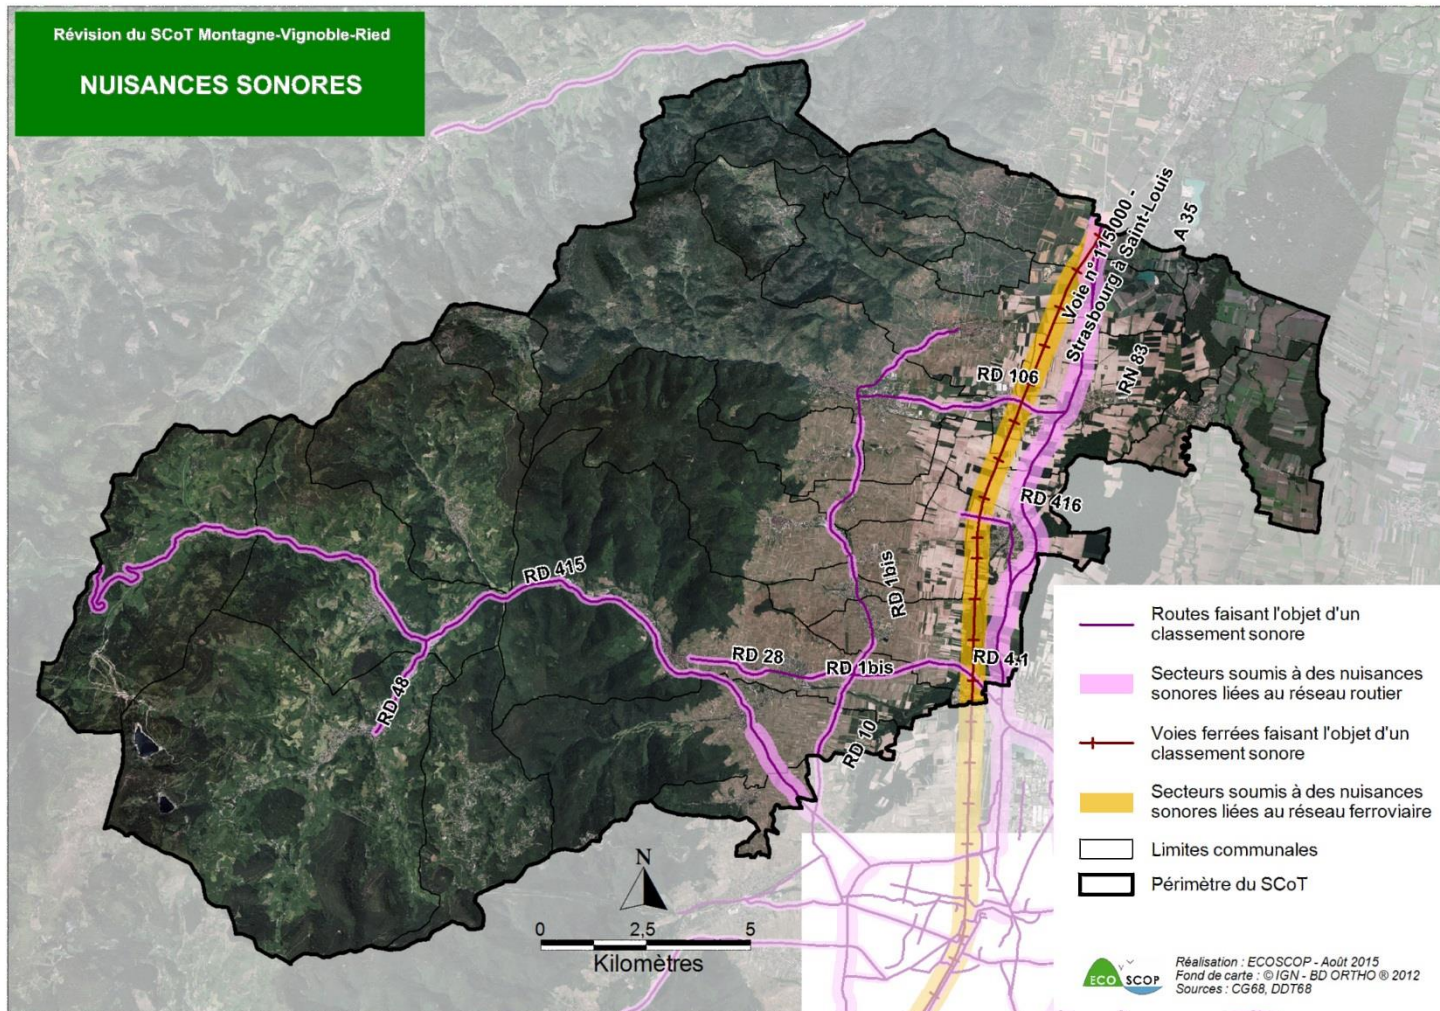 Révision du SCoT Montagne-Vignoble-Ried
NUISANCES SONORES
Voie n° 115 000 -
Strasbourg à Saint-Louis
A 35
RN 83
RD 106
RD 416
RD 1bis
RD 415
RD 28
RD 1bis
RD 4.1
RD 48
RD 10
N
0 2,5 5
Kilomètres
Routes faisant l'objet d'un
classement sonore
Secteurs soumis à des nuisances
sonores liées au réseau routier
Voies ferrées faisant l'objet d'un
classement sonore
Secteurs soumis à des nuisances
sonores liées au réseau ferroviaire
Limites communales
Périmètre du SCoT
ECO SCOP
Réalisation : ECOSCOP - Août 2015
Fond de carte : © IGN - BD ORTHO ® 2012
Sources : CG68, DDT68